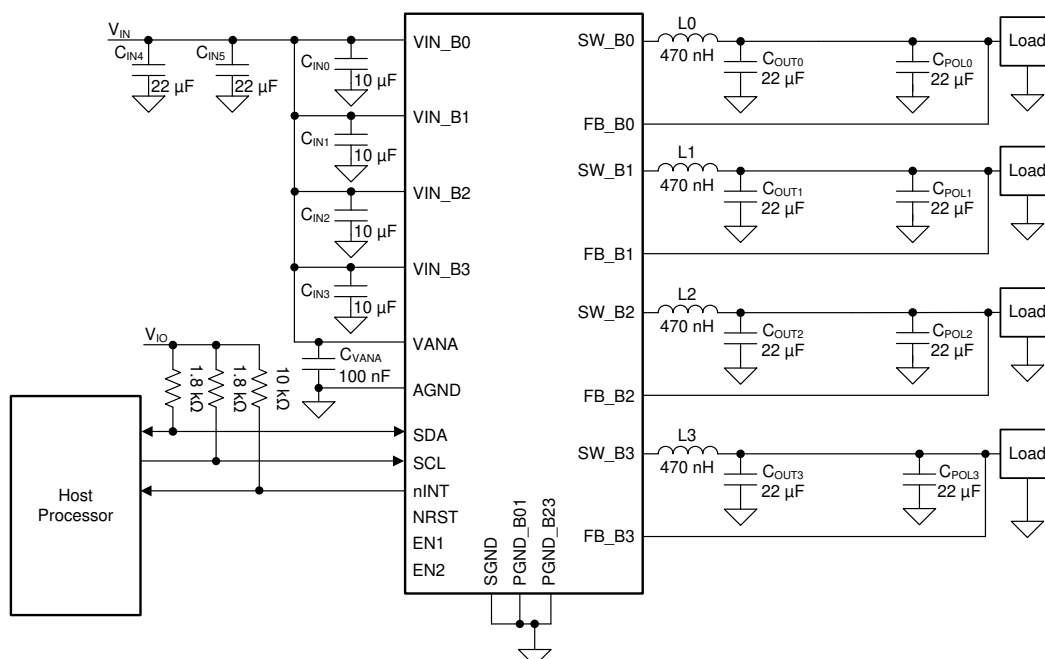 VIN
CIN4
22 µF
CIN5
22 µF
CIN0
10 µF
CIN1
10 µF
CIN2
10 µF
CIN3
10 µF
CVANA
100 nF
VIO
1.8 kΩ
1.8 kΩ
10 kΩ
Host
Processor
VIN_B0
VIN_B1
VIN_B2
VIN_B3
VANA
AGND
SDA
SCL
nINT
NRST
EN1
EN2
SGND
PGND_B01
PGND_B23
SW_B0
FB_B0
SW_B1
FB_B1
SW_B2
FB_B2
SW_B3
FB_B3
L0
470 nH
COUT0
22 µF
CPOL0
22 µF
Load
L1
470 nH
COUT1
22 µF
CPOL1
22 µF
Load
L2
470 nH
COUT2
22 µF
CPOL2
22 µF
Load
L3
470 nH
COUT3
22 µF
CPOL3
22 µF
Load